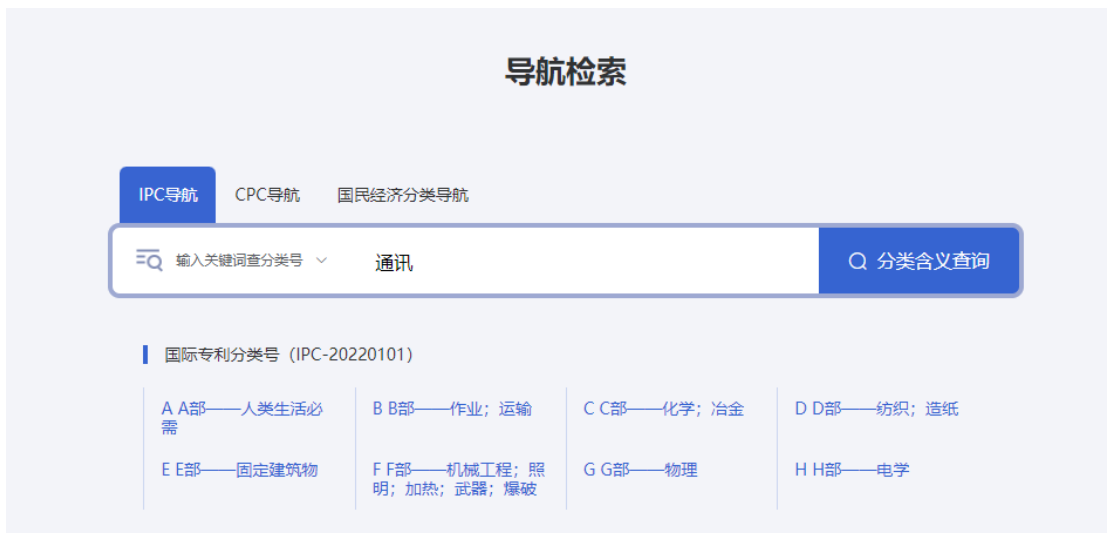 导航检索
IPC导航 CPC导航 国民经济分类导航
输入关键词查分类号 通讯 分类含义查询
国际专利分类号（IPC-20220101）
A A部——人类生活必
需
B B部——作业；运输
C C部——化学；冶金
D D部——纺织；造纸
E E部——固定建筑物
F F部——机械工程；照
明；加热；武器；爆破
G G部——物理
H H部——电学